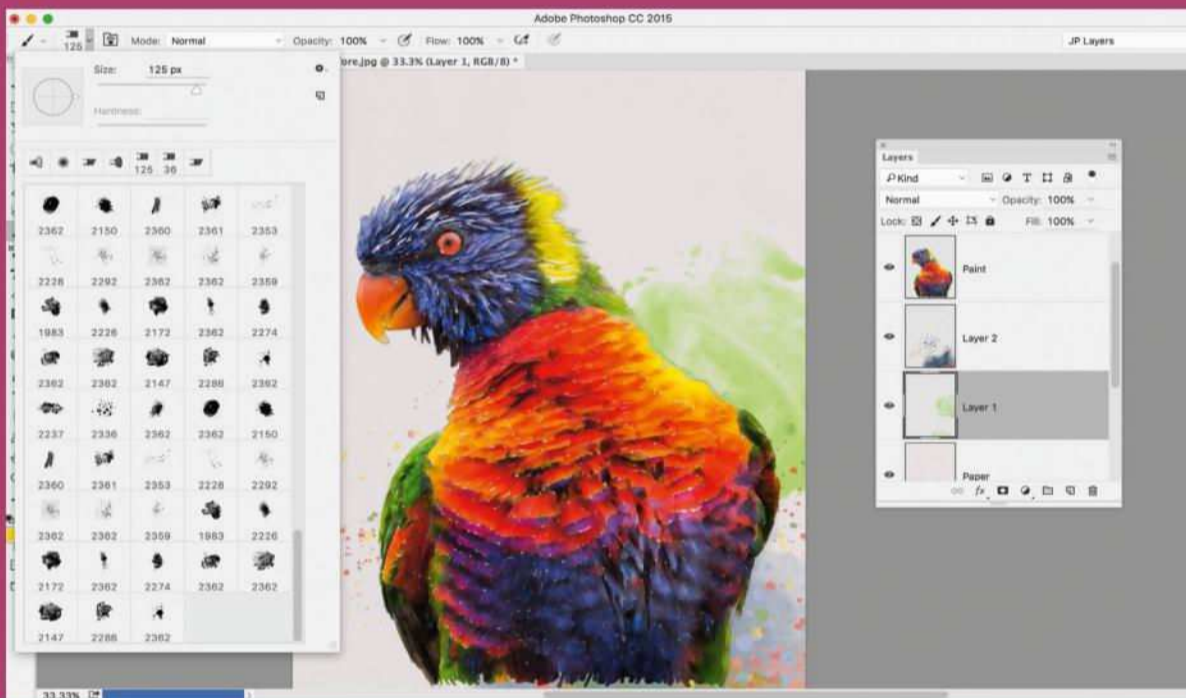 Adobe Photoshop CC 2015
125 Mode: Normal Opacity: 100% Flow: 100% JP Layers
ore.jpg @ 33.3% (Layer 1, RGB/8) *
Size: 125 px
Hardness:
125 36
2362 2150 2360 2361 2353
2228 2292 2362 2362 2359
1983 2226 2172 2362 2274
2362 2362 2147 2286 2362
2237 2336 2362 2362 2150
2360 2361 2353 2228 2292
2362 2362 2359 1983 2226
2172 2362 2274 2362 2362
2147 2286 2362
Layers
Kind
Normal Opacity: 100%
Lock: Fill: 100%
Paint
Layer 2
Layer 1
Paper
fx
33.33%